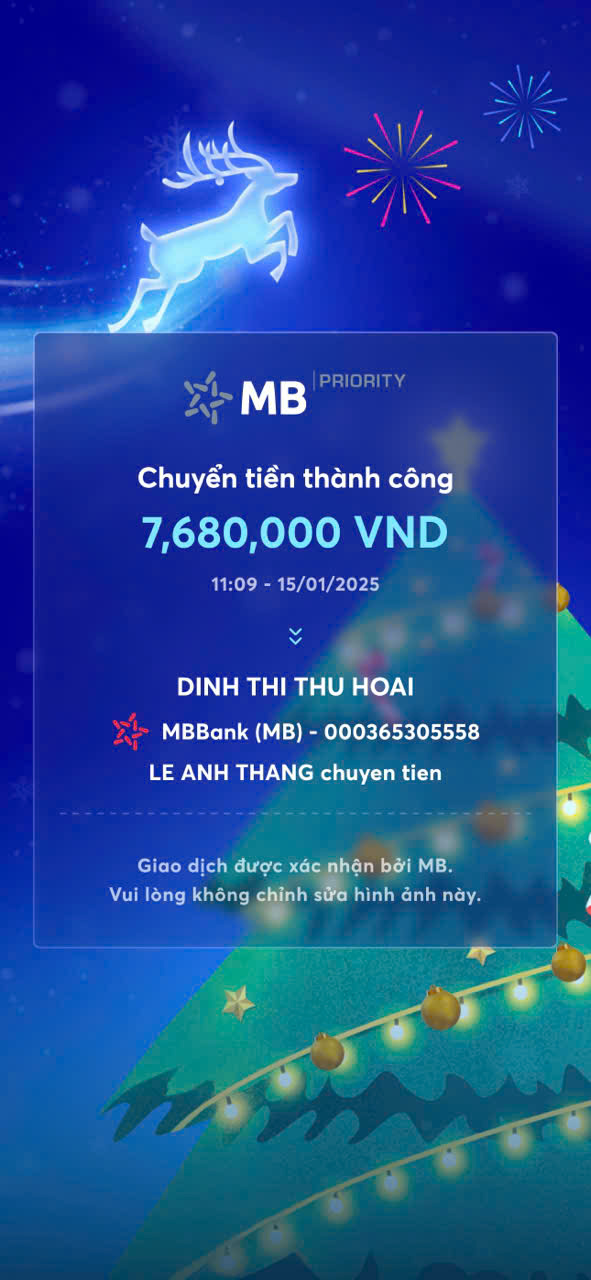 MB PRIORITY
Chuyển tiền thành công
7,680,000 VND
11:09 - 15/01/2025
DINH THI THU HOAI
MBBank (MB) - 000365305558
LE ANH THANG chuyen tien
Giao dịch được xác nhận bởi MB.
Vui lòng không chỉnh sửa hình ảnh này.